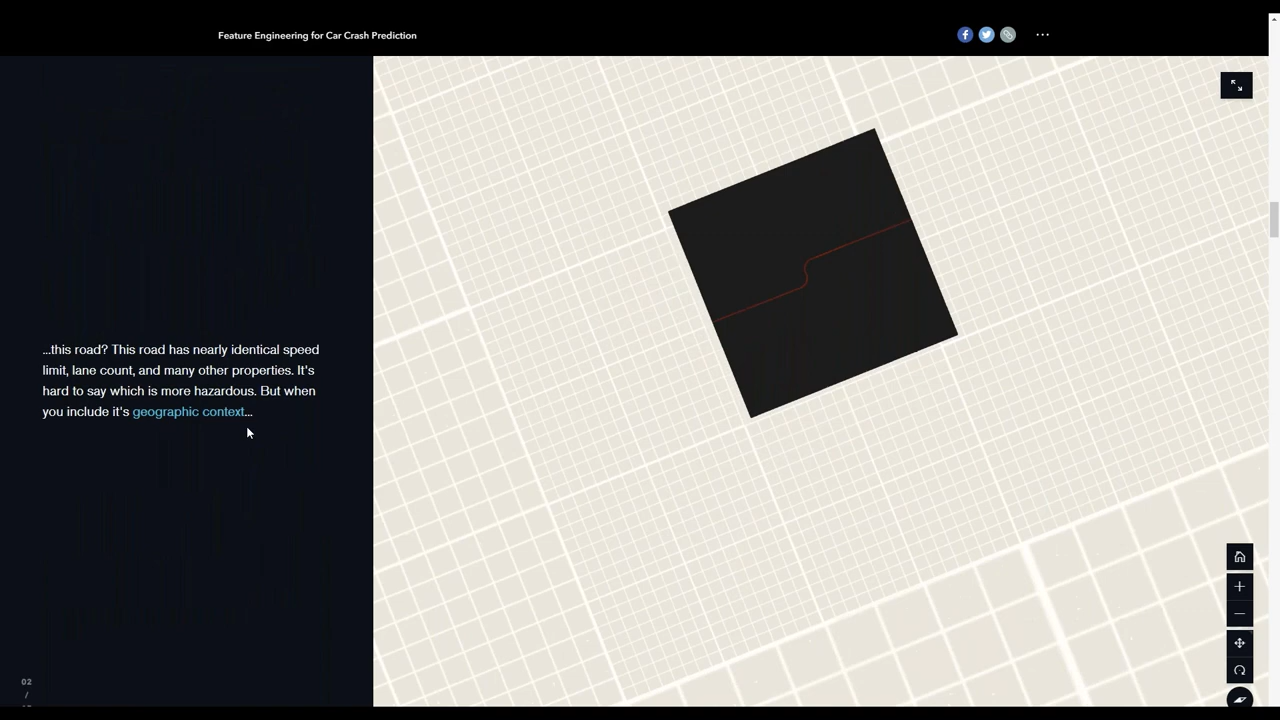 Feature Engineering for Car Crash Prediction
...this road? This road has nearly identical speed
limit, lane count, and many other properties. It's
hard to say which is more hazardous. But when
you include it's geographic context...
02
/